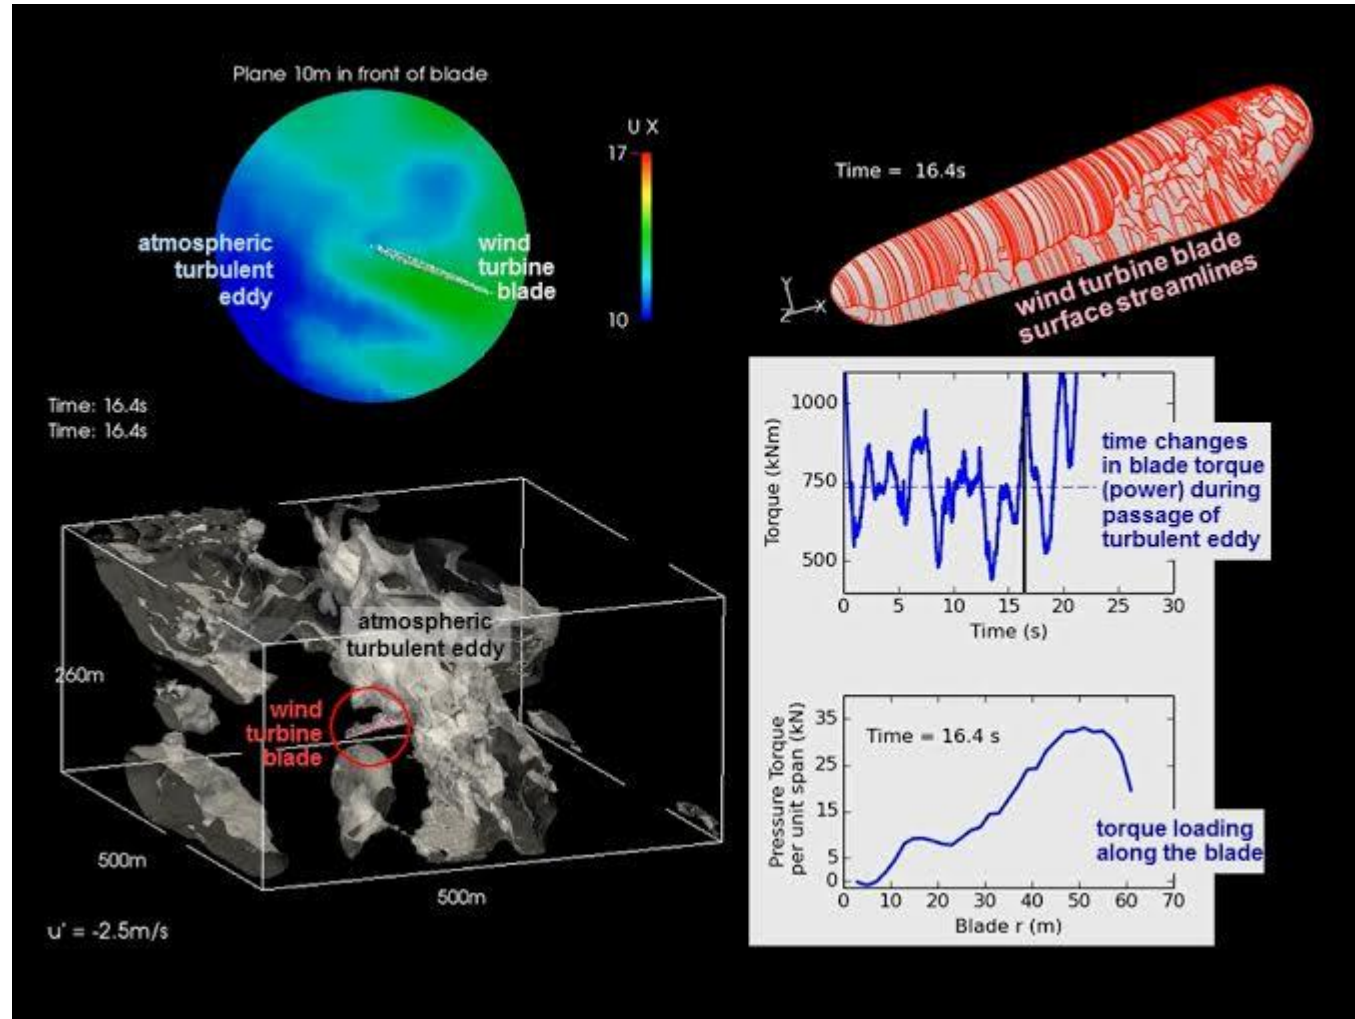 Plane 10m in front of blade
U X
17
10
atmospheric
turbulent
eddy
wind
turbine
blade
Time: 16.4s
Time: 16.4s
Time = 16.4s
Y
Z
X
wind turbine blade
surface streamlines
260m
500m
500m
atmospheric
turbulent eddy
wind
turbine
blade
u' = -2.5m/s
Torque (kNm)
1000
750
500
0 5 10 15 20 25 30
Time (s)
time changes
in blade torque
(power) during
passage of
turbulent eddy
Pressure Torque
per unit span (kN)
35
25
15
5
0
Time = 16.4 s
0 10 20 30 40 50 60 70
Blade r (m)
torque loading
along the blade